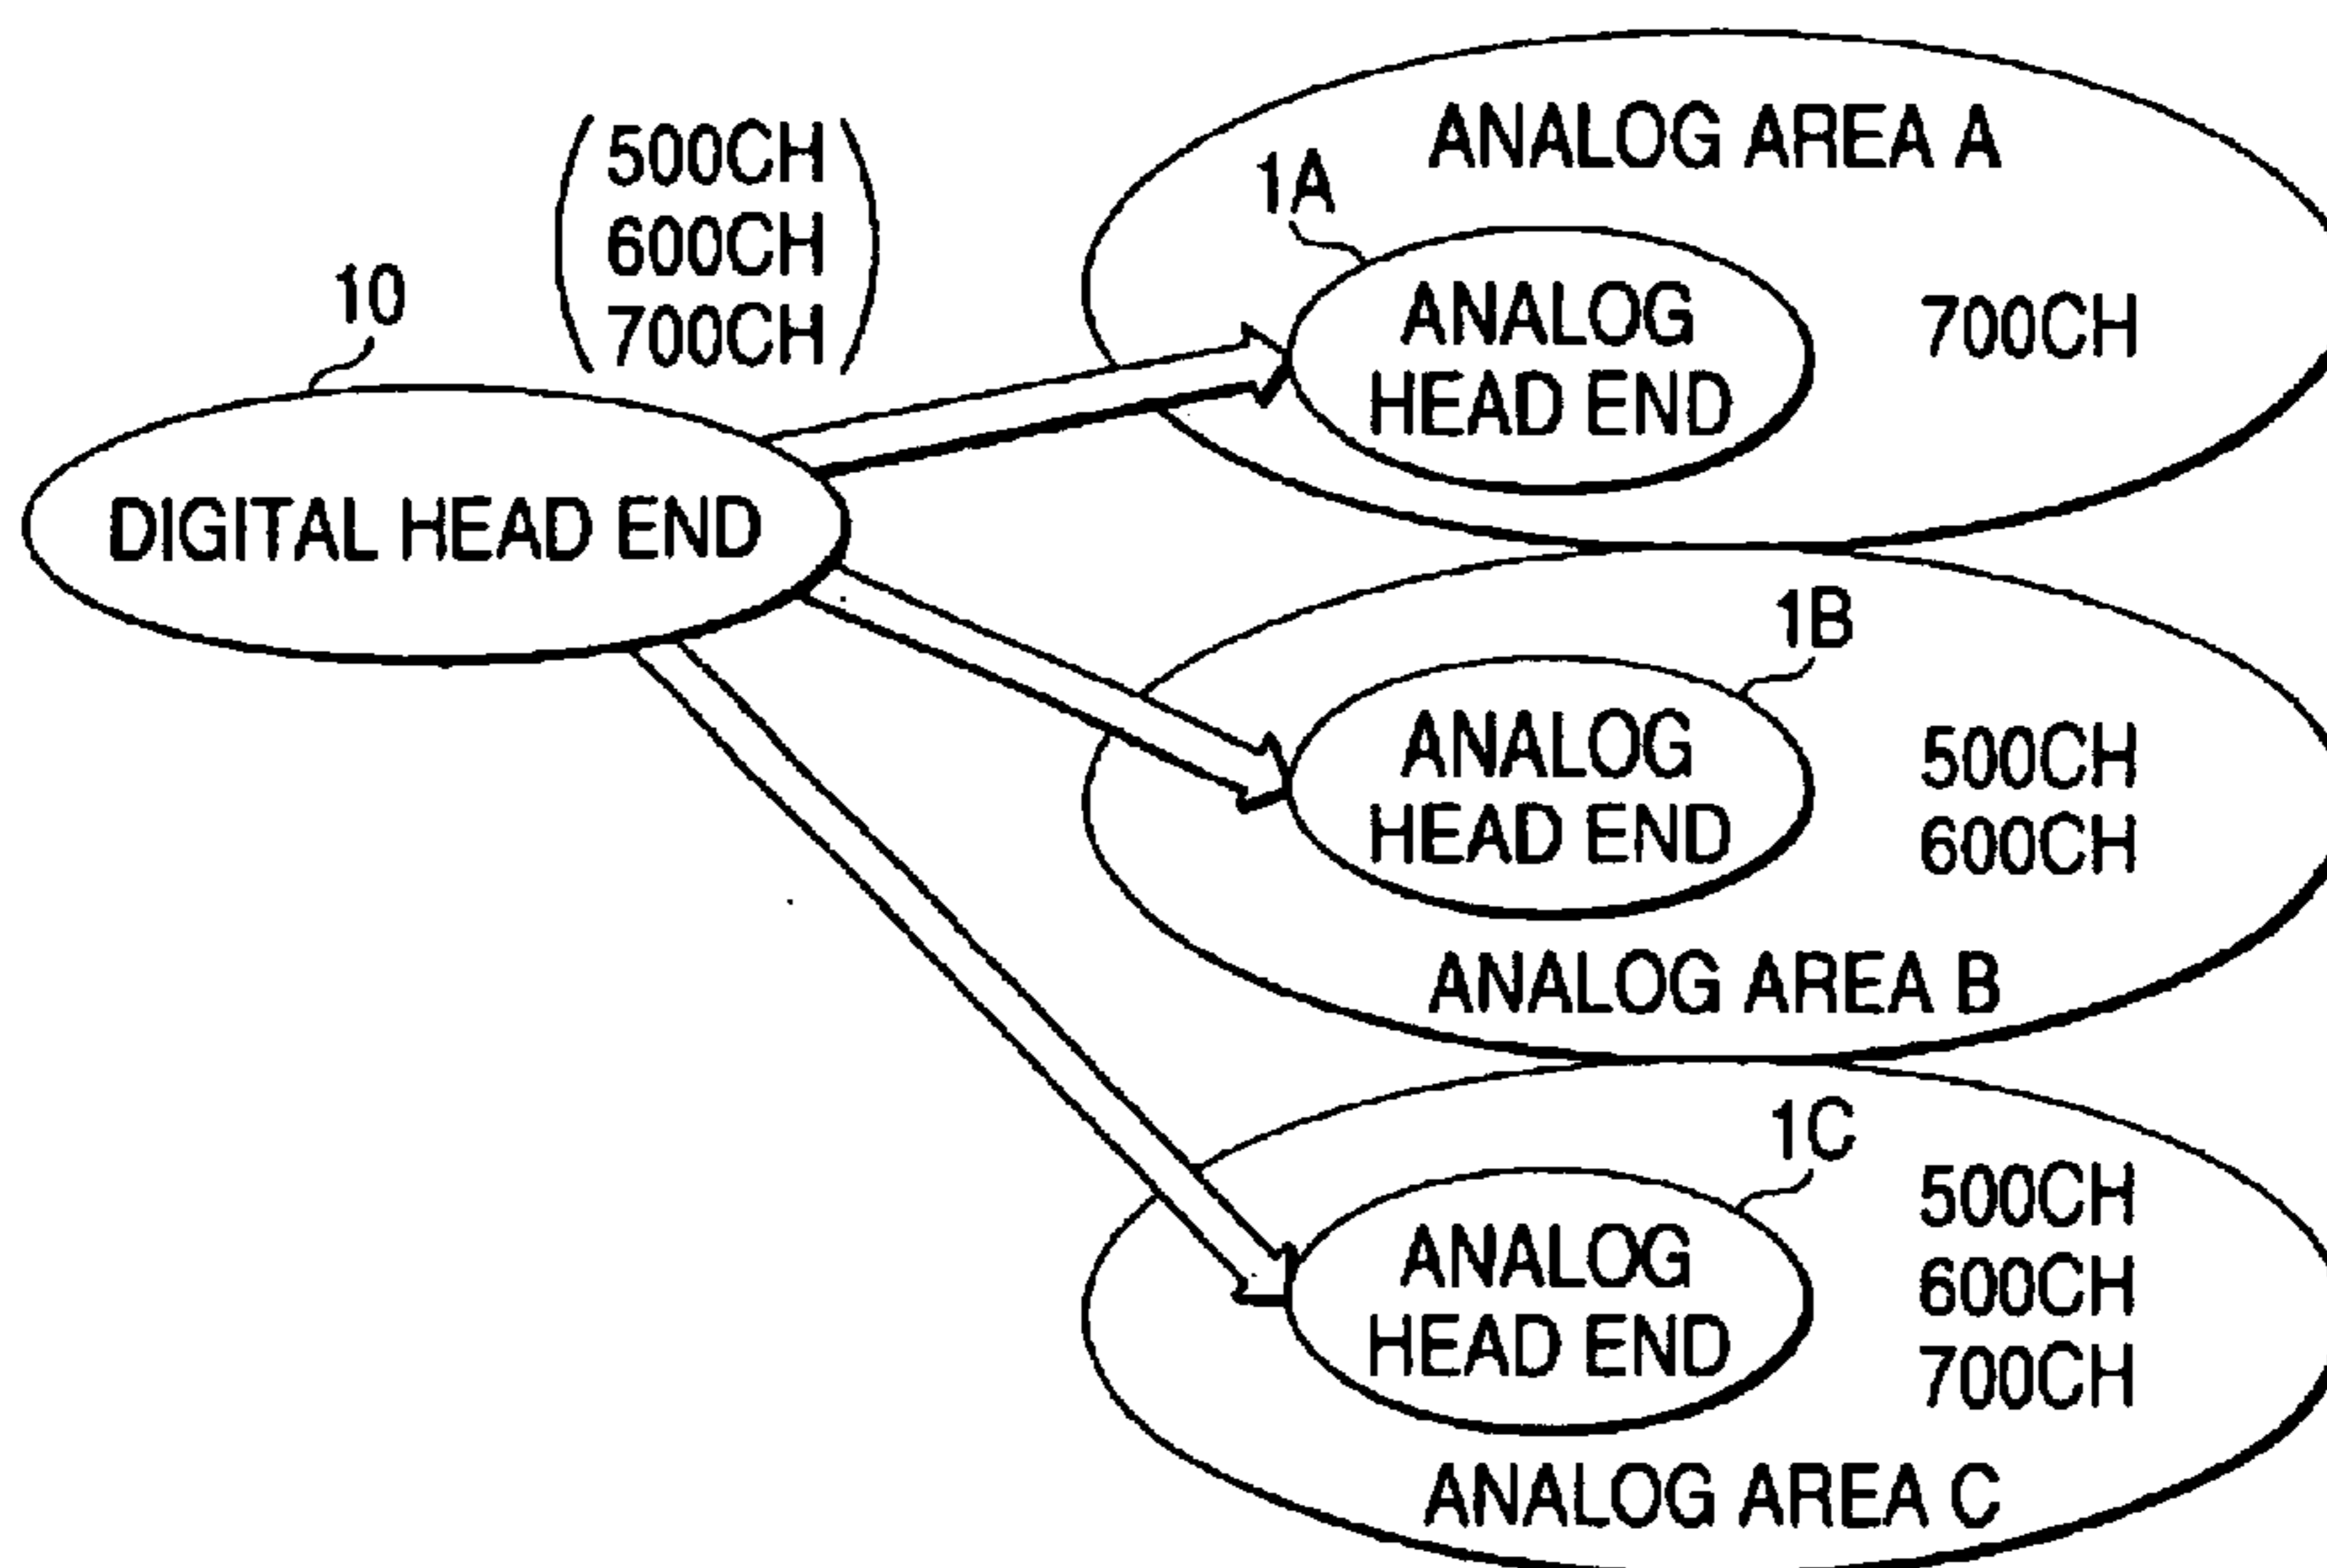 10
500CH
600CH
700CH
DIGITAL HEAD END
ANALOG AREA A
1A
ANALOG
HEAD END
700CH
1B
ANALOG
HEAD END
500CH
600CH
ANALOG AREA B
1C
ANALOG
HEAD END
500CH
600CH
700CH
ANALOG AREA C